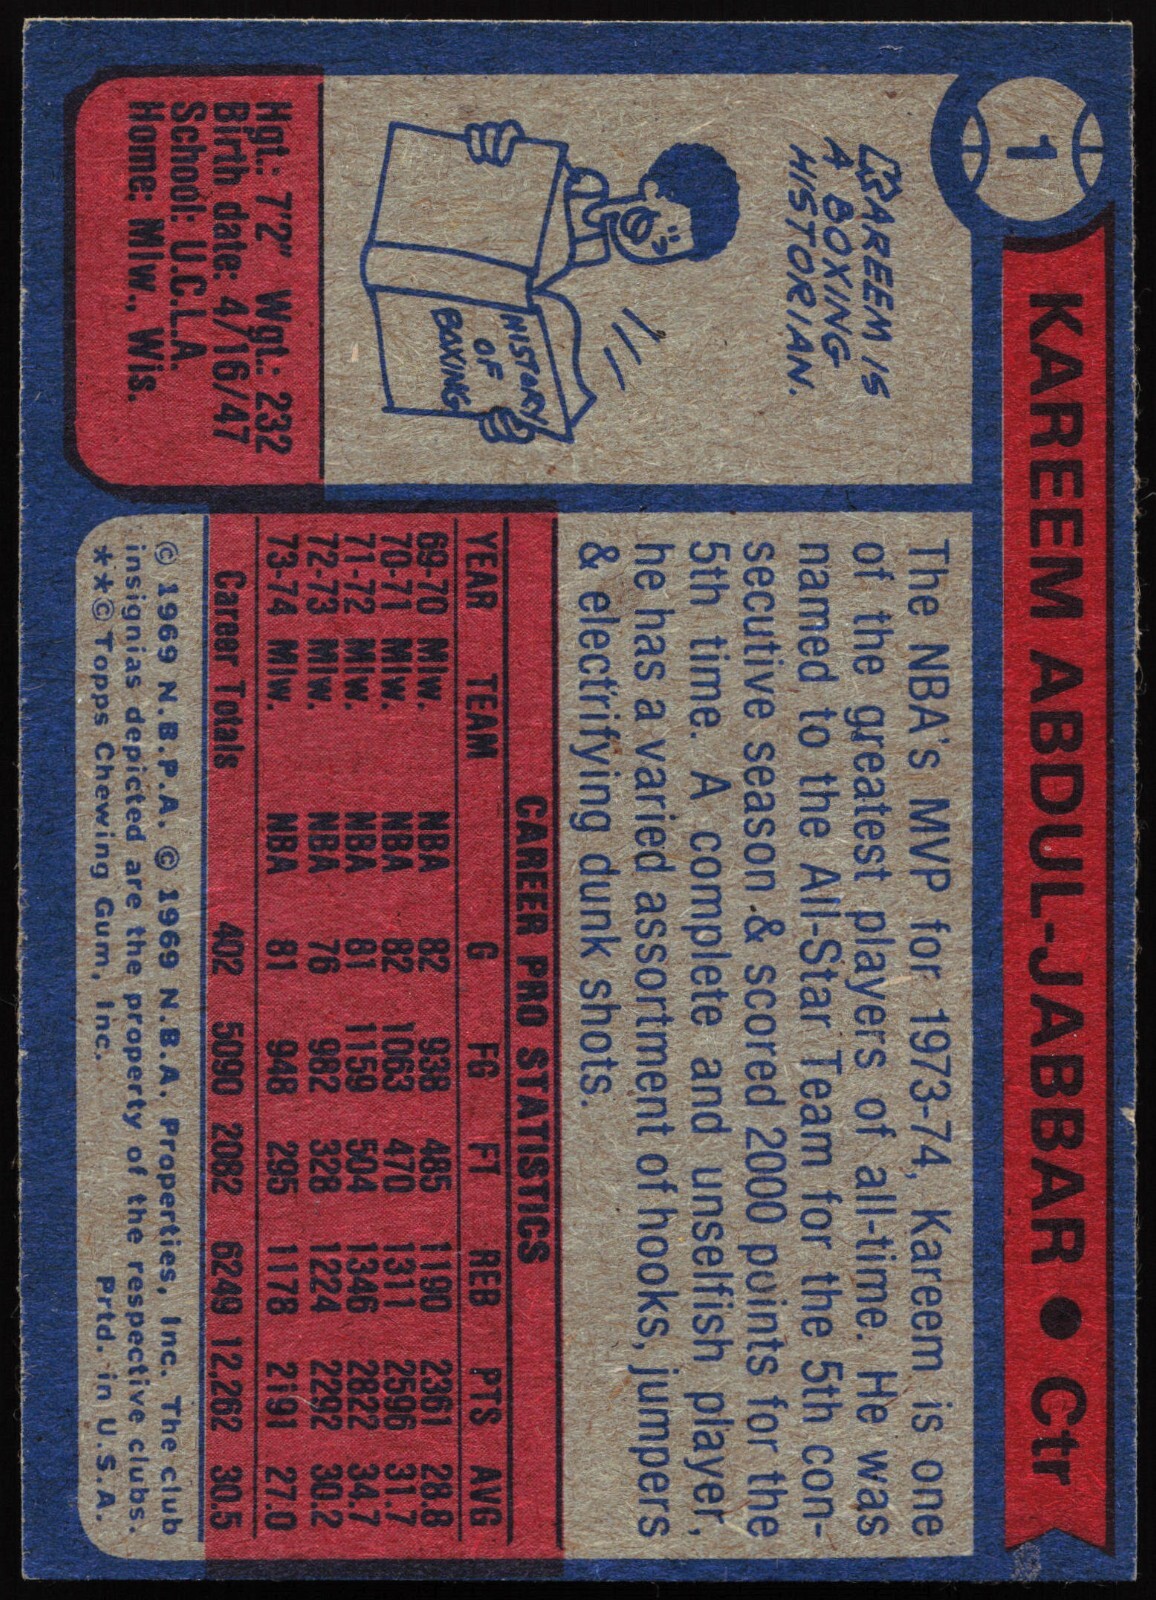 1
KAREEM ABDUL-JABBAR ● Ctr
KAREEM IS
A BOXING
HISTORIAN.
HISTORY
OF
BOXING
Hgt.: 7'2" Wgt.: 232
Birth date: 4/16/47
School: U.C.L.A.
Home: Mlw., Wis.
The NBA's MVP for 1973-74, Kareem is one
of the greatest players of all-time. He was
named to the All-Star Team for the 5th con-
secutive season & scored 2000 points for the
5th time. A complete and unselfish player,
he has a varied assortment of hooks, jumpers
& electrifying dunk shots.
CAREER PRO STATISTICS
YEAR TEAM G FG FT REB PTS AVG
69-70 Mlw. NBA 82 938 485 1190 2361 28.8
70-71 Mlw. NBA 82 1063 470 1311 2596 31.7
71-72 Mlw. NBA 81 1159 504 1346 2822 34.7
72-73 Mlw. NBA 76 982 328 1224 2292 30.2
73-74 Mlw. NBA 81 948 295 1178 2191 27.0
Career Totals 402 5090 2082 6249 12,262 30.5
© 1969 N.B.P.A. © 1969 N.B.A. Properties, Inc. The club
insignias depicted are the property of the respective clubs.
**© Topps Chewing Gum, Inc. Prtd. in U.S.A.